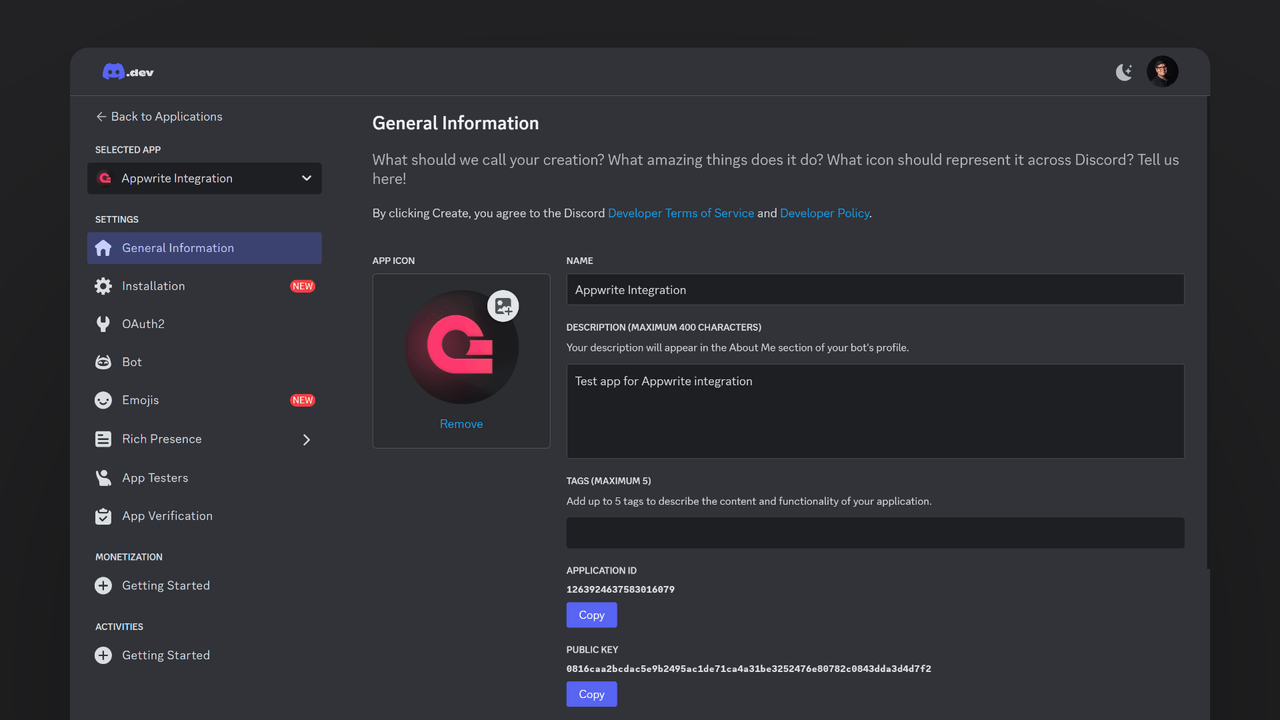 .dev
Back to Applications
SELECTED APP
Appwrite Integration
SETTINGS
General Information
Installation NEW
OAuth2
Bot
Emojis NEW
Rich Presence
App Testers
App Verification
MONETIZATION
Getting Started
ACTIVITIES
Getting Started
General Information
What should we call your creation? What amazing things does it do? What icon should represent it across Discord? Tell us
here!
By clicking Create, you agree to the Discord Developer Terms of Service and Developer Policy.
APP ICON
Remove
NAME
Appwrite Integration
DESCRIPTION (MAXIMUM 400 CHARACTERS)
Your description will appear in the About Me section of your bot's profile.
Test app for Appwrite integration
TAGS (MAXIMUM 5)
Add up to 5 tags to describe the content and functionality of your application.
APPLICATION ID
1263924637583016079
Copy
PUBLIC KEY
0816caa2bcdac5e9b2495ac1de71ca4a31be3252476e80782c0843dda3d4d7f2
Copy